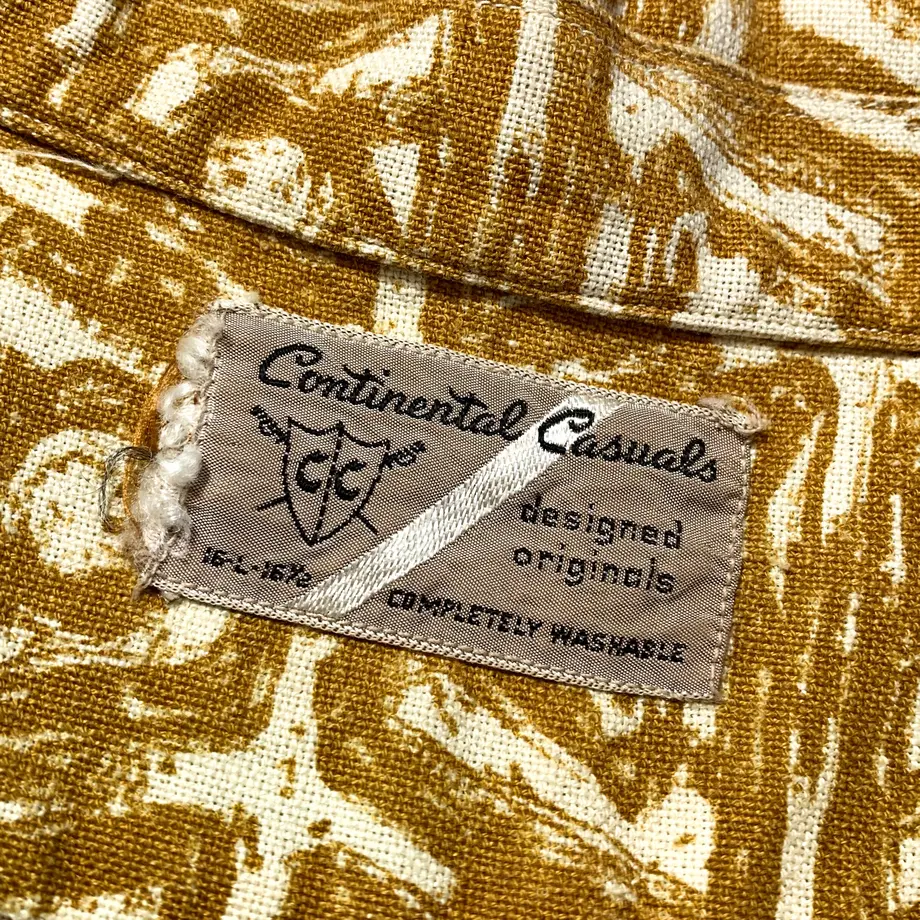 Continental Casuals
CC
designed
originals
16-L-16½
COMPLETELY WASHABLE